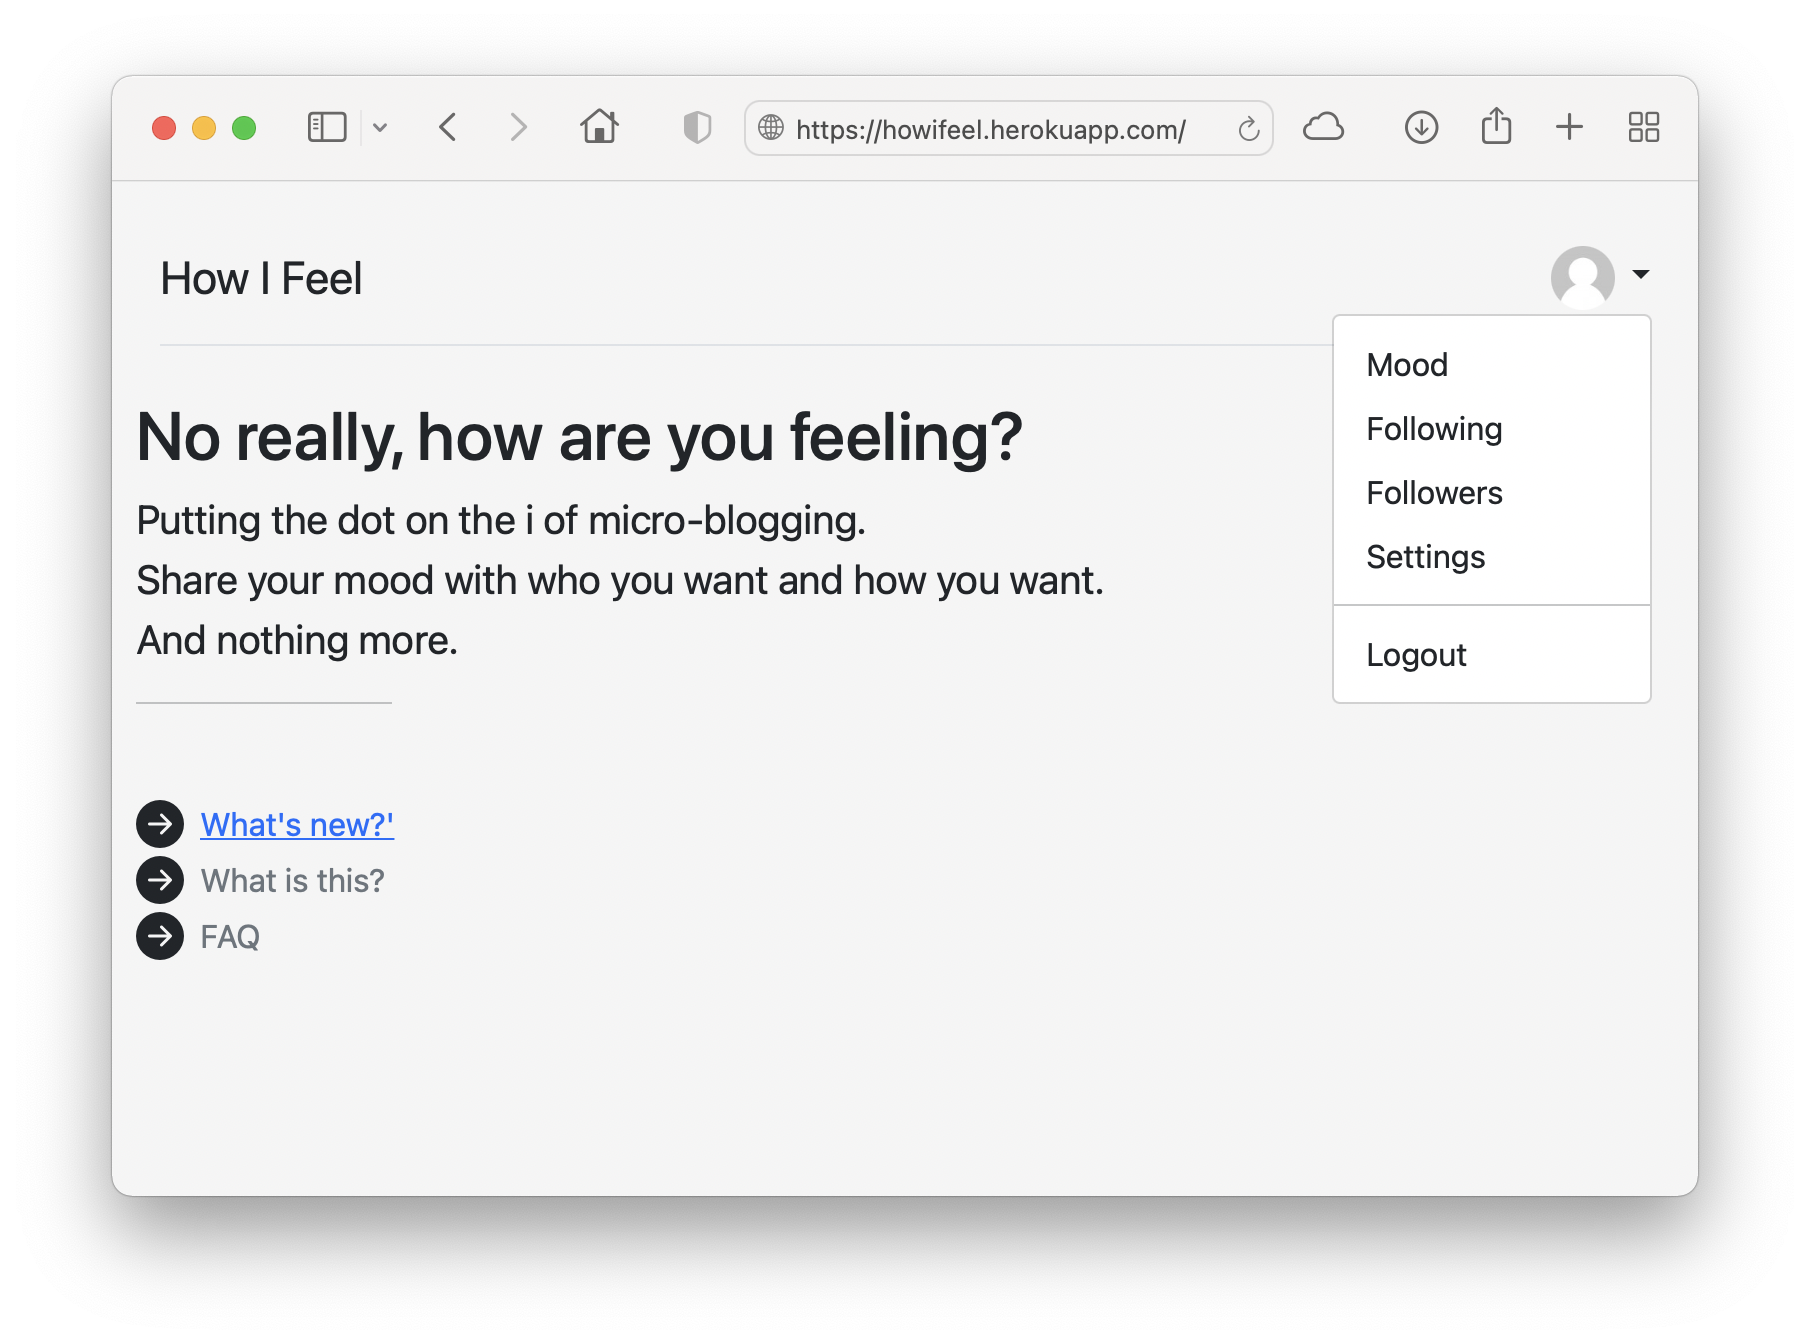 https://howifeel.herokuapp.com/
How I Feel
No really, how are you feeling?
Putting the dot on the i of micro-blogging.
Share your mood with who you want and how you want.
And nothing more.
What's new?'
What is this?
FAQ
Mood
Following
Followers
Settings
Logout